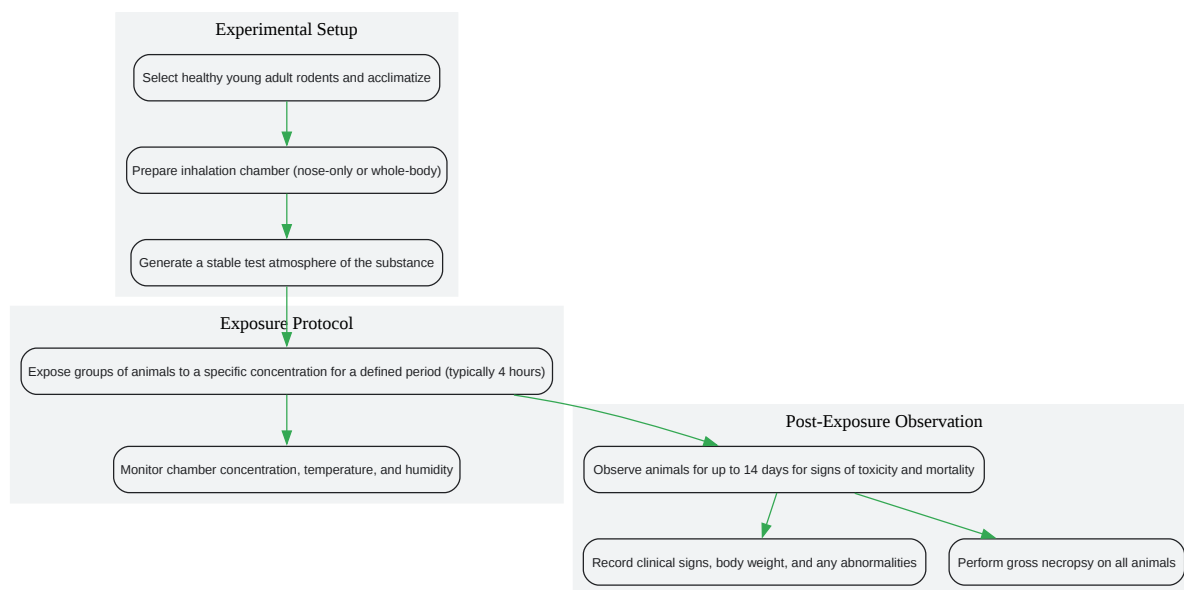 Experimental Setup
Select healthy young adult rodents and acclimatize
Prepare inhalation chamber (nose-only or whole-body)
Generate a stable test atmosphere of the substance
Exposure Protocol
Expose groups of animals to a specific concentration for a defined period (typically 4 hours)
Monitor chamber concentration, temperature, and humidity
Post-Exposure Observation
Observe animals for up to 14 days for signs of toxicity and mortality
Record clinical signs, body weight, and any abnormalities
Perform gross necropsy on all animals